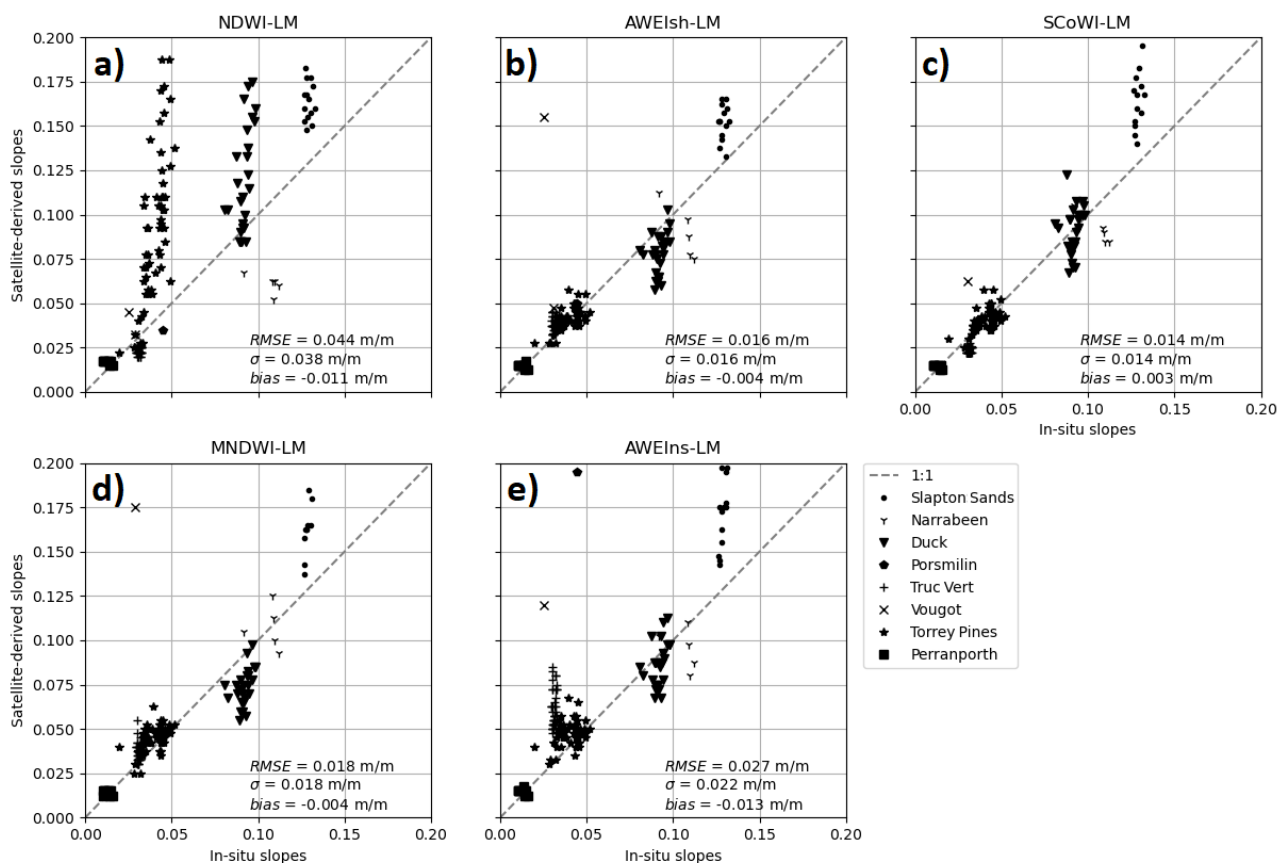 NDWI-LM
AWEIsh-LM
SCoWI-LM
a)
b)
c)
Satellite-derived slopes
0.200
0.175
0.150
0.125
0.100
0.075
0.050
0.025
0.000
RMSE = 0.044 m/m
σ = 0.038 m/m
bias = -0.011 m/m
RMSE = 0.016 m/m
σ = 0.016 m/m
bias = -0.004 m/m
RMSE = 0.014 m/m
σ = 0.014 m/m
bias = 0.003 m/m
0.00 0.05 0.10 0.15 0.20
In-situ slopes
MNDWI-LM
AWEIns-LM
d)
e)
Satellite-derived slopes
0.200
0.175
0.150
0.125
0.100
0.075
0.050
0.025
0.000
RMSE = 0.018 m/m
σ = 0.018 m/m
bias = -0.004 m/m
RMSE = 0.027 m/m
σ = 0.022 m/m
bias = -0.013 m/m
0.00 0.05 0.10 0.15 0.20
In-situ slopes
0.00 0.05 0.10 0.15 0.20
In-situ slopes
1:1
Slapton Sands
Narrabeen
Duck
Porsmilin
Truc Vert
Vougot
Torrey Pines
Perranporth